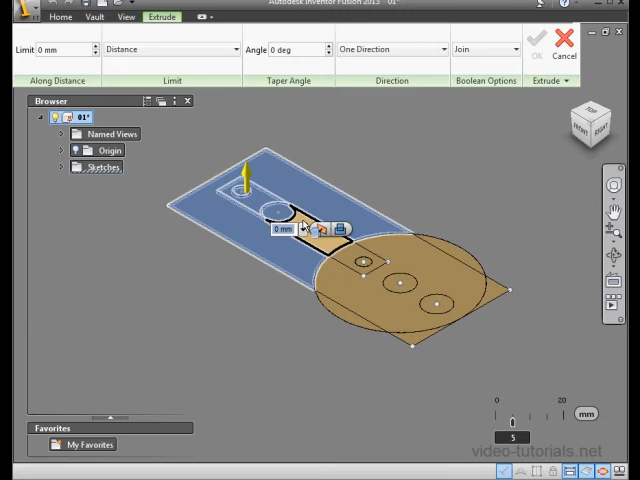 Autodesk Inventor Fusion 2013 01*
Home Vault View Extrude
Limit 0 mm Distance Angle 0 deg One Direction Join OK Cancel
Along Distance Limit Taper Angle Direction Boolean Options Extrude
Browser
01*
Named Views
Origin
Sketches
TOP
FRONT RIGHT
0 mm
0 20
mm
5
Favorites
My Favorites
video-tutorials.net